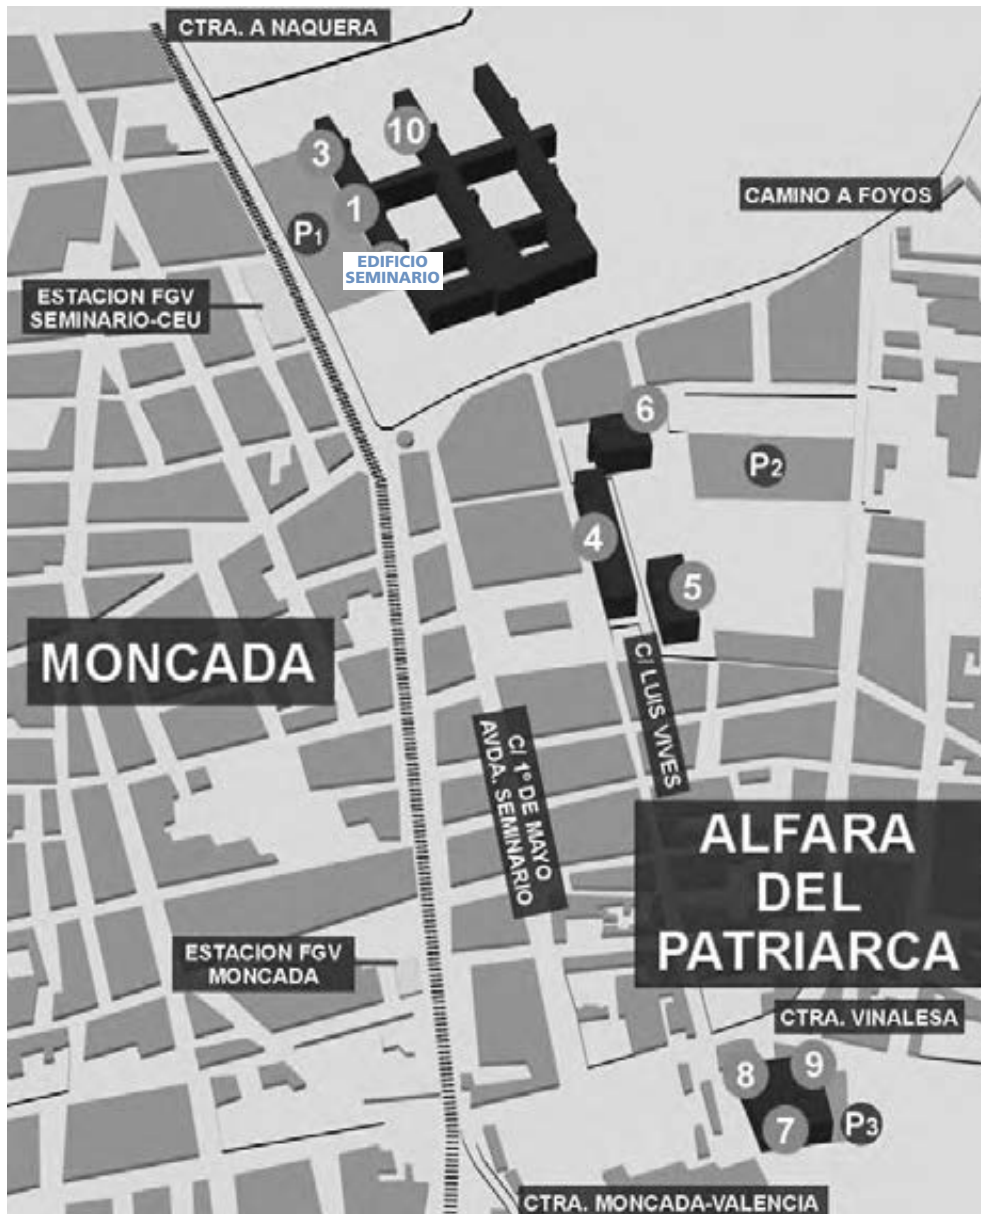 CTRA. A NAQUERA
10
3
CAMINO A FOYOS
1
P1
EDIFICIO
SEMINARIO
ESTACION FGV
SEMINARIO-CEU
6
P2
4
5
MONCADA
C/ LUIS VIVES
C/ 1º DE MAYO
AVDA. SEMINARIO
ALFARA
DEL
PATRIARCA
ESTACION FGV
MONCADA
CTRA. VINALESA
9
8
7
P3
CTRA. MONCADA-VALENCIA